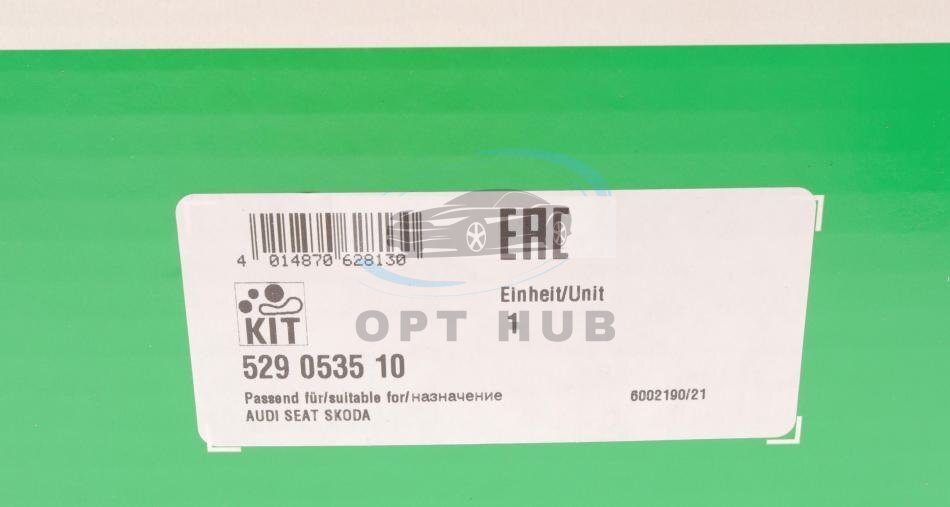 EAC
4 014870 628130
Einheit/Unit
1
OPT HUB
KIT
529 0535 10
Passend für/suitable for/назначение
6002190/21
AUDI SEAT SKODA